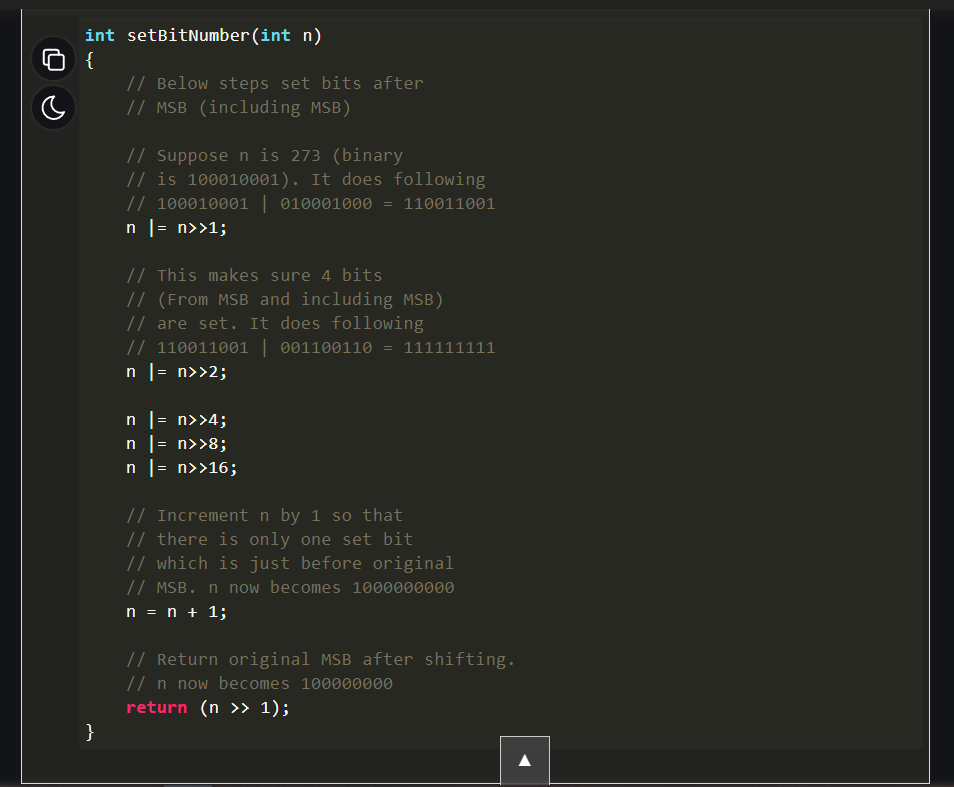 int setBitNumber(int n)
{
// Below steps set bits after
// MSB (including MSB)
// Suppose n is 273 (binary
// is 100010001). It does following
// 100010001 | 010001000 = 110011001
n |= n>>1;
// This makes sure 4 bits
// (From MSB and including MSB)
// are set. It does following
// 110011001 | 001100110 = 111111111
n |= n>>2;
n |= n>>4;
n |= n>>8;
n |= n>>16;
// Increment n by 1 so that
// there is only one set bit
// which is just before original
// MSB. n now becomes 1000000000
n = n + 1;
// Return original MSB after shifting.
// n now becomes 100000000
return (n >> 1);
}